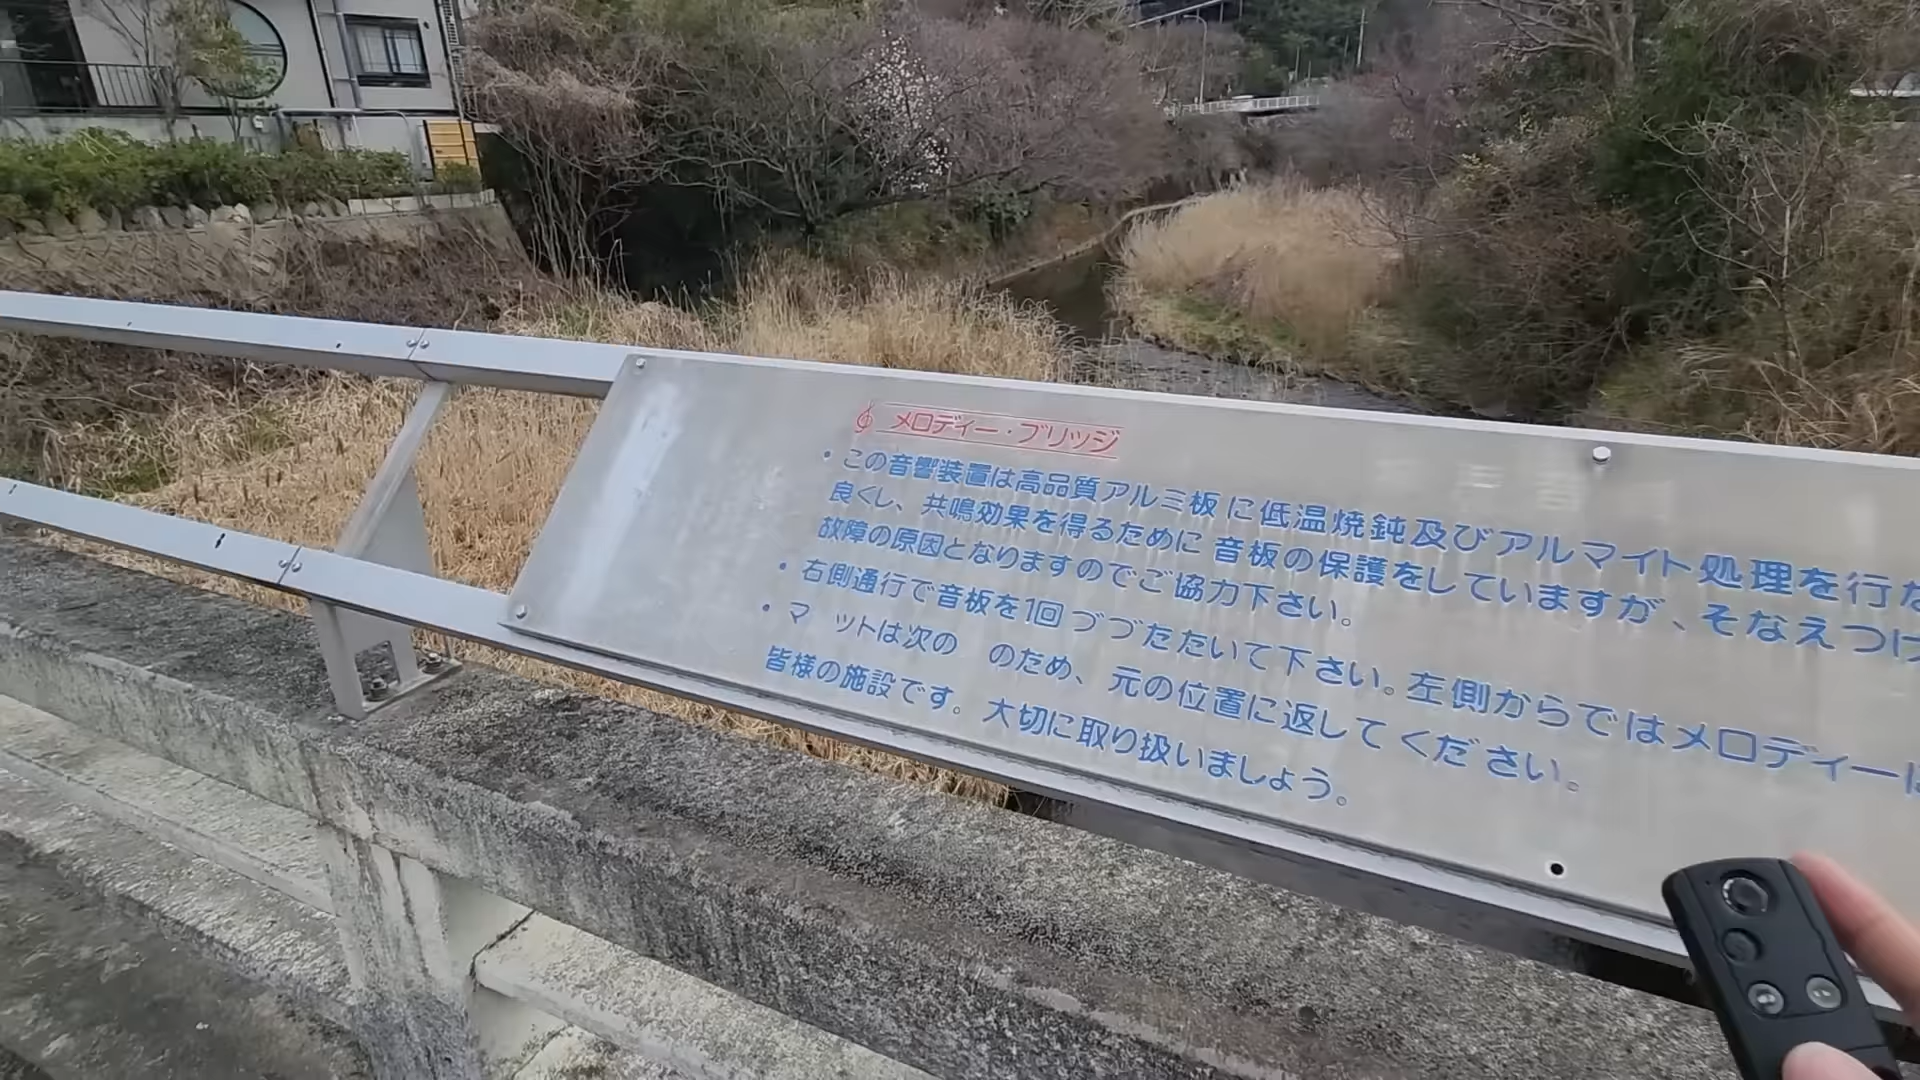 メロディー・ブリッジ
・この音響装置は高品質アルミ板に低温焼鈍及びアルマイト処理を行な
良くし、共鳴効果を得るために音板の保護をしていますが、そなえつけ
故障の原因となりますのでご協力下さい。
・右側通行で音板を1回づづたたいて下さい。左側からではメロディーに
・マ ットは次の のため、元の位置に返してください。
皆様の施設です。大切に取り扱いましょう。